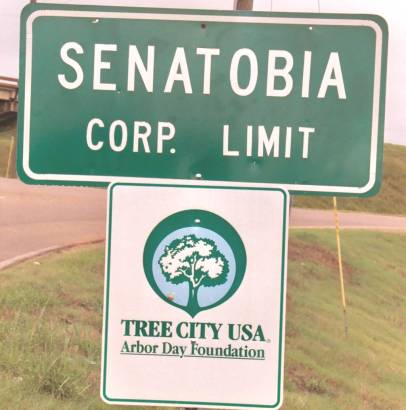 SENATOBIA
CORP. LIMIT
TREE CITY USA®
Arbor Day Foundation